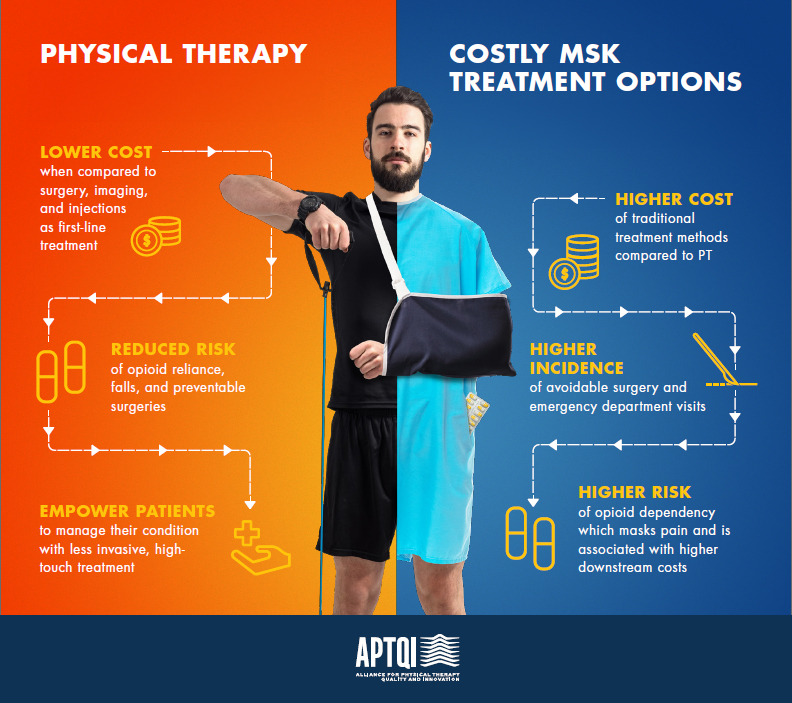 PHYSICAL THERAPY
LOWER COST
when compared to
surgery, imaging,
and injections
as first-line
treatment
$
REDUCED RISK
of opioid reliance,
falls, and preventable
surgeries
EMPOWER PATIENTS
to manage their condition
with less invasive, high-
touch treatment
COSTLY MSK
TREATMENT OPTIONS
HIGHER COST
of traditional
treatment methods
compared to PT
$
HIGHER
INCIDENCE
of avoidable surgery and
emergency department visits
HIGHER RISK
of opioid dependency
which masks pain and is
associated with higher
downstream costs
APTQI
ALLIANCE FOR PHYSICAL THERAPY
QUALITY AND INNOVATION